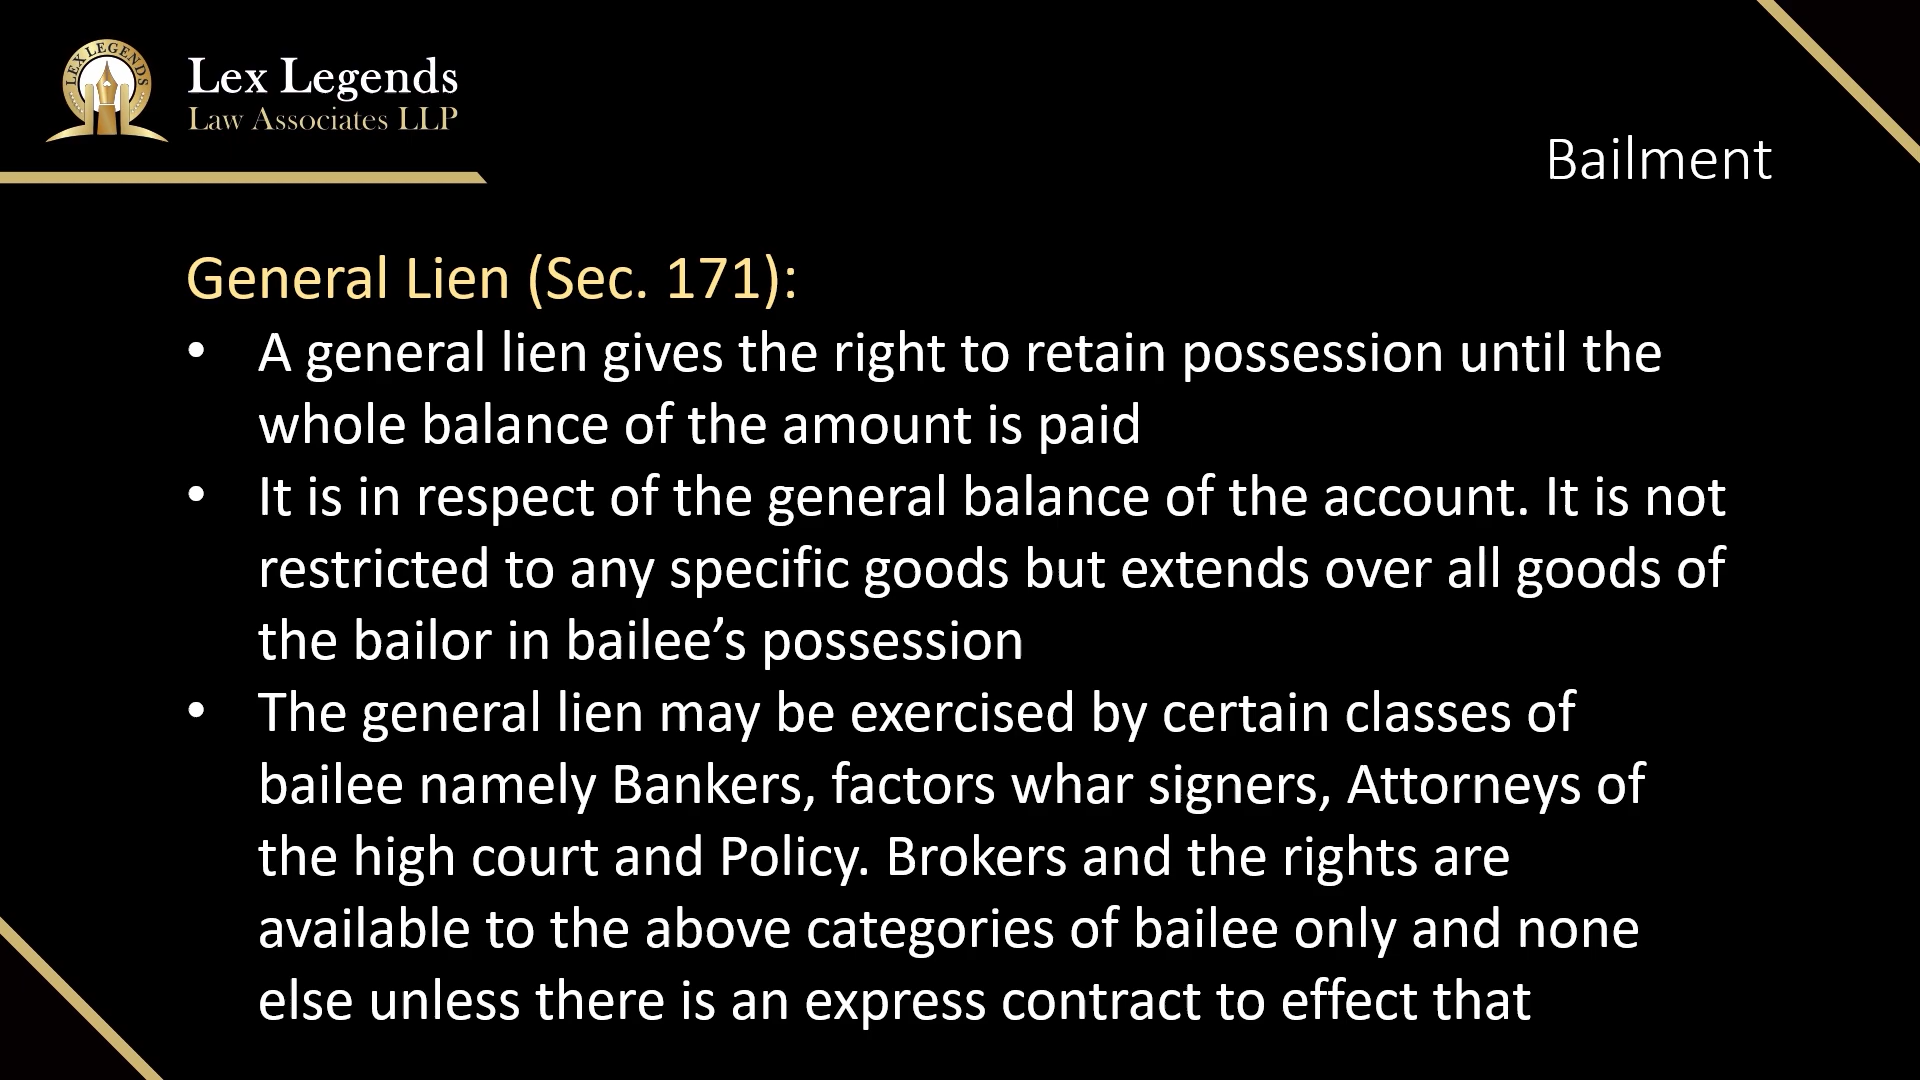 LEX LEGENDS
Lex Legends
Law Associates LLP
Bailment
General Lien (Sec. 171):
• A general lien gives the right to retain possession until the
whole balance of the amount is paid
• It is in respect of the general balance of the account. It is not
restricted to any specific goods but extends over all goods of
the bailor in bailee’s possession
• The general lien may be exercised by certain classes of
bailee namely Bankers, factors whar signers, Attorneys of
the high court and Policy. Brokers and the rights are
available to the above categories of bailee only and none
else unless there is an express contract to effect that